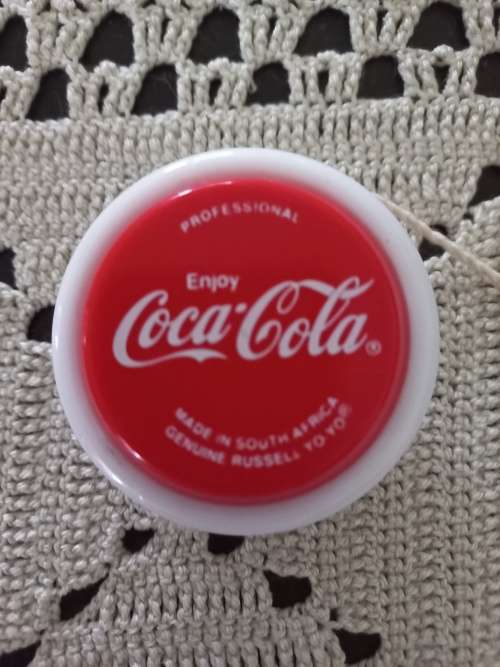 PROFESSIONAL
Enjoy
Coca-Cola®
MADE IN SOUTH AFRICA
GENUINE RUSSELL YO YO®